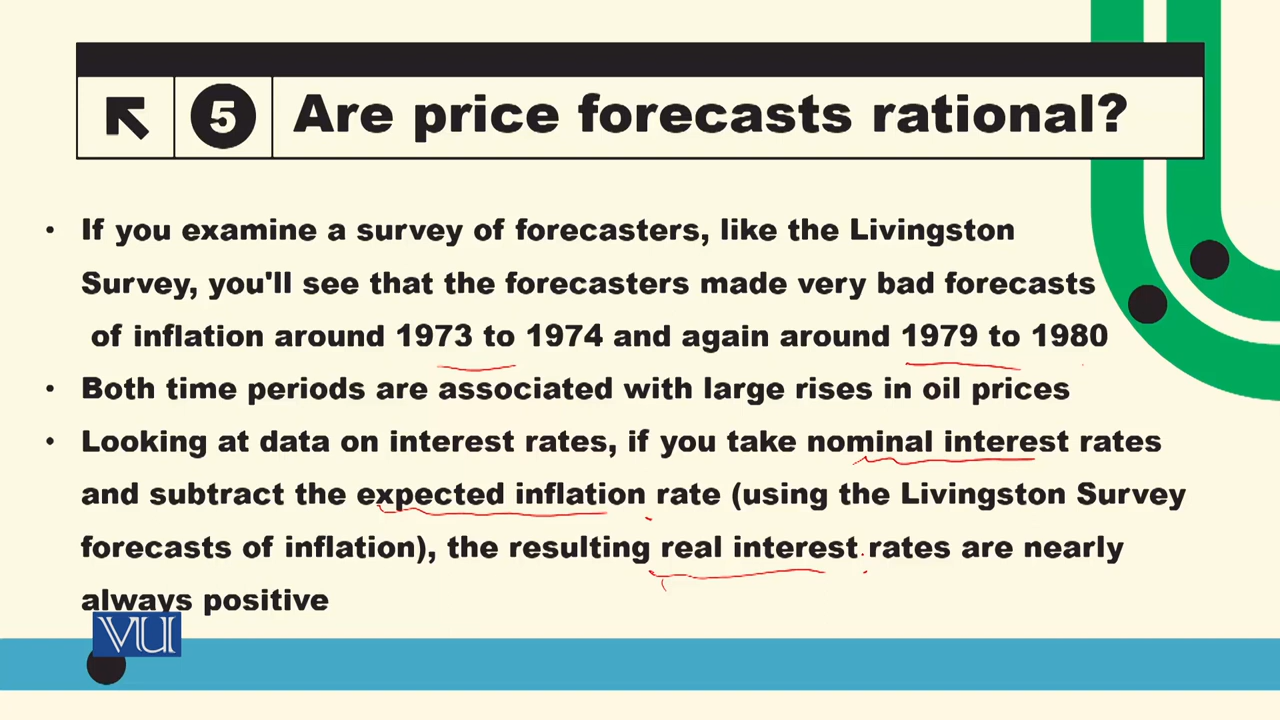 5 Are price forecasts rational?
• If you examine a survey of forecasters, like the Livingston
Survey, you'll see that the forecasters made very bad forecasts
of inflation around 1973 to 1974 and again around 1979 to 1980
• Both time periods are associated with large rises in oil prices
• Looking at data on interest rates, if you take nominal interest rates
and subtract the expected inflation rate (using the Livingston Survey
forecasts of inflation), the resulting real interest rates are nearly
always positive
VU